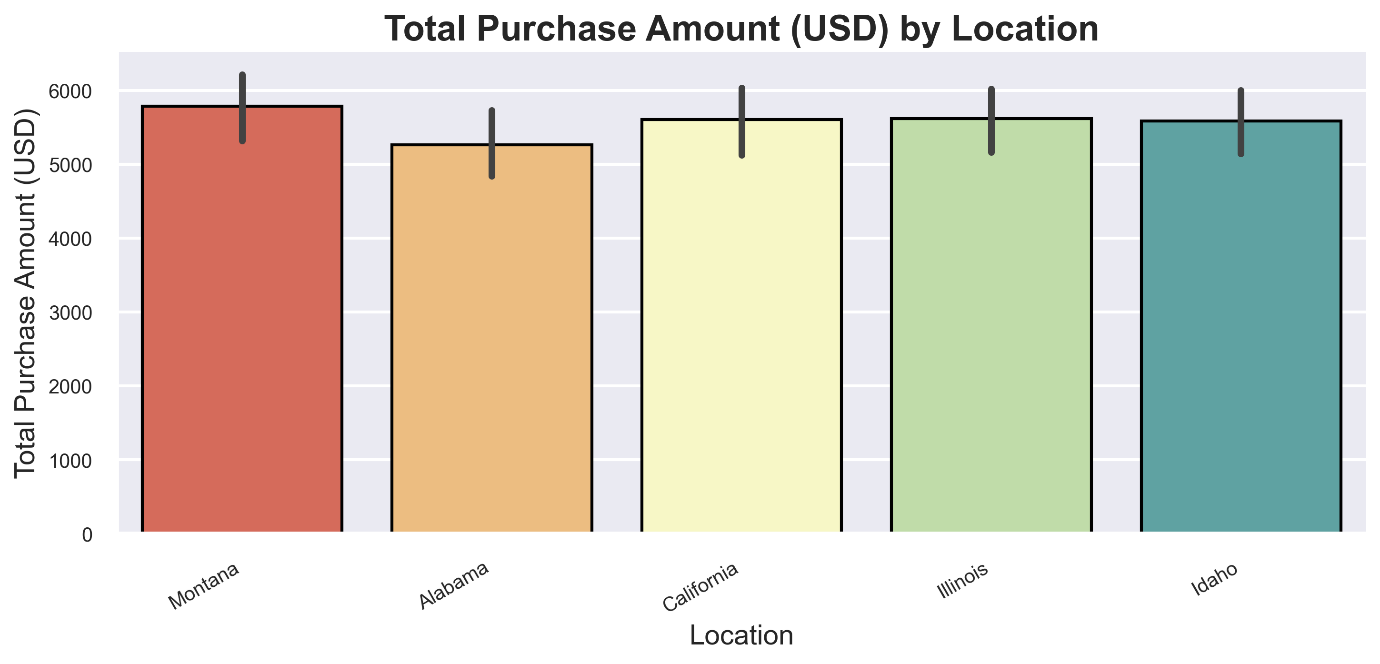 Total Purchase Amount (USD) by Location
Total Purchase Amount (USD)
6000
5000
4000
3000
2000
1000
0
Montana
Alabama
California
Illinois
Idaho
Location